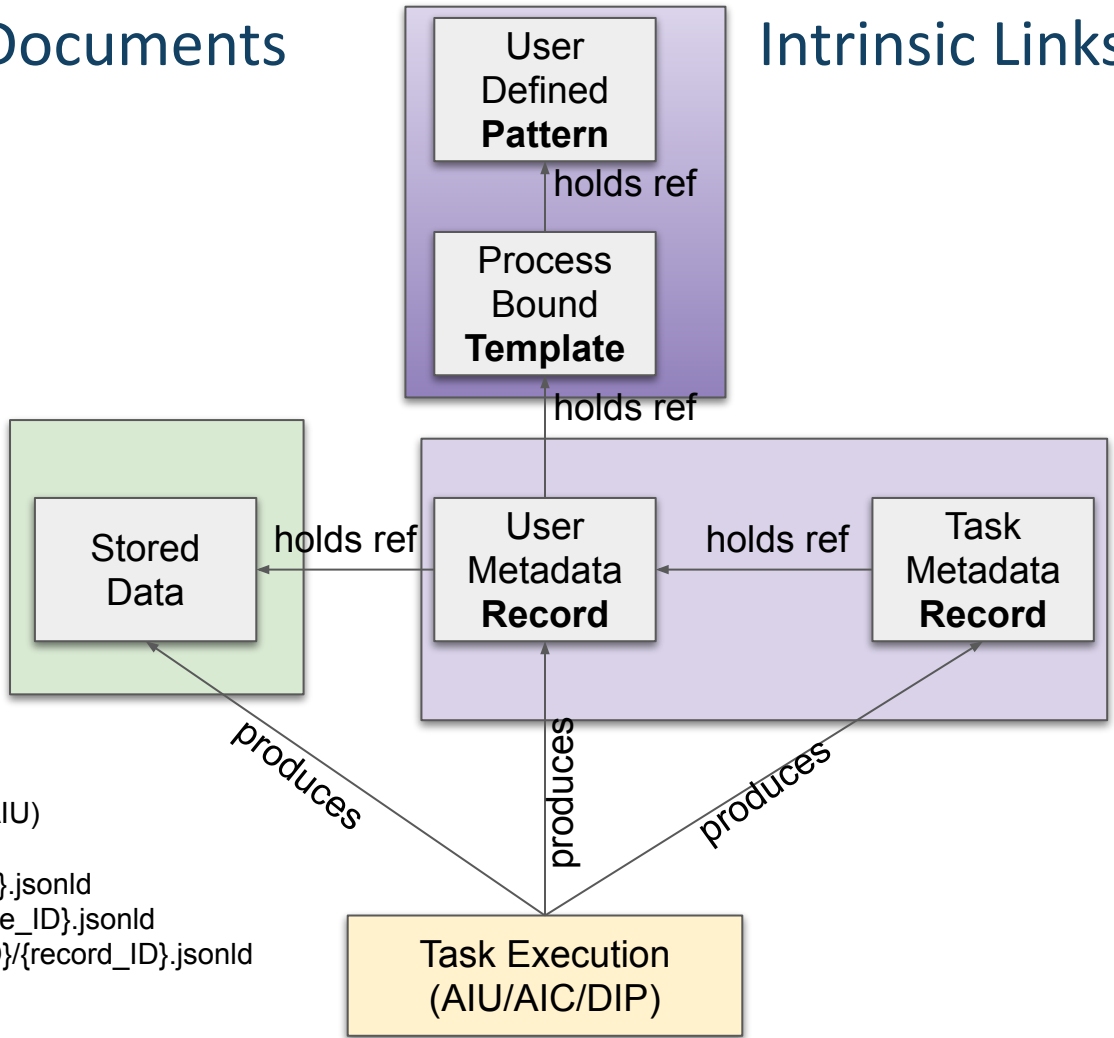 Documents
Intrinsic Links
User
Defined
Pattern
holds ref
Process
Bound
Template
holds ref
Stored
Data
holds ref
User
Metadata
Record
holds ref
Task
Metadata
Record
produces
produces
produces
AIU)
}.jsonld
e_ID}.jsonld
}/{record_ID}.jsonld
Task Execution
(AIU/AIC/DIP)